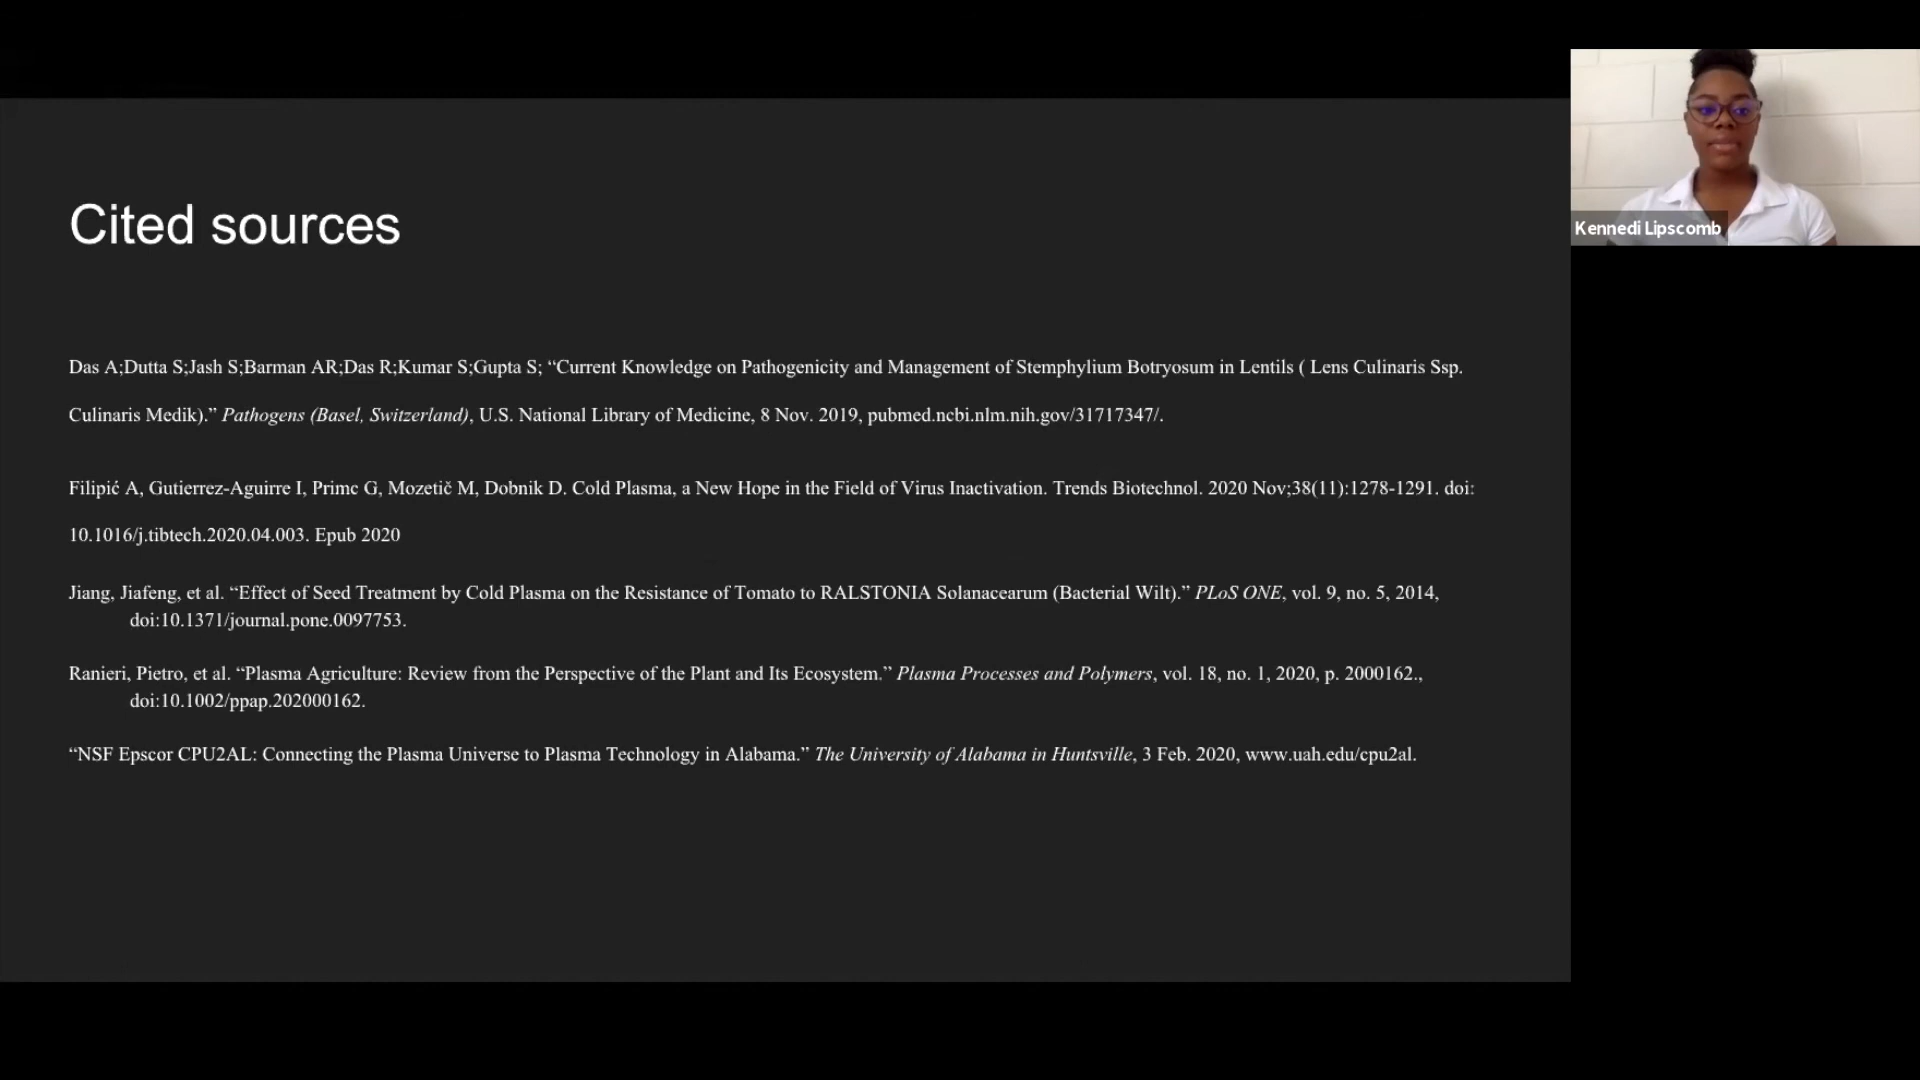 Cited sources
Das A;Dutta S;Jash S;Barman AR;Das R;Kumar S;Gupta S; “Current Knowledge on Pathogenicity and Management of Stemphylium Botryosum in Lentils ( Lens Culinaris Ssp.
Culinaris Medik).” Pathogens (Basel, Switzerland), U.S. National Library of Medicine, 8 Nov. 2019, pubmed.ncbi.nlm.nih.gov/31717347/.
Filipić A, Gutierrez-Aguirre I, Primc G, Mozetič M, Dobnik D. Cold Plasma, a New Hope in the Field of Virus Inactivation. Trends Biotechnol. 2020 Nov;38(11):1278-1291. doi:
10.1016/j.tibtech.2020.04.003. Epub 2020
Jiang, Jiafeng, et al. “Effect of Seed Treatment by Cold Plasma on the Resistance of Tomato to RALSTONIA Solanacearum (Bacterial Wilt).” PLoS ONE, vol. 9, no. 5, 2014,
doi:10.1371/journal.pone.0097753.
Ranieri, Pietro, et al. “Plasma Agriculture: Review from the Perspective of the Plant and Its Ecosystem.” Plasma Processes and Polymers, vol. 18, no. 1, 2020, p. 2000162.,
doi:10.1002/ppap.202000162.
“NSF Epscor CPU2AL: Connecting the Plasma Universe to Plasma Technology in Alabama.” The University of Alabama in Huntsville, 3 Feb. 2020, www.uah.edu/cpu2al.
Kennedi Lipscomb